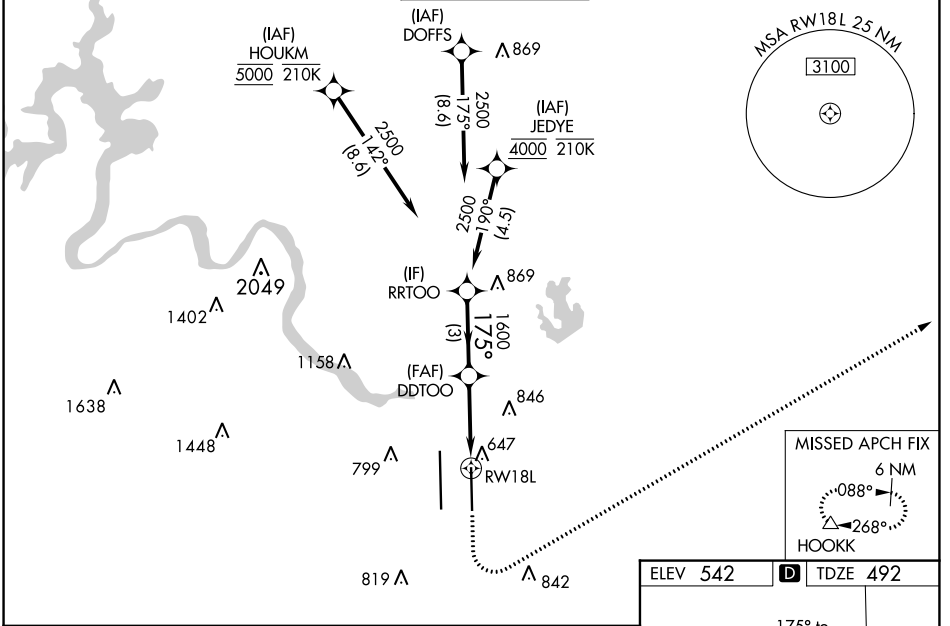 (IAF)
DOFFS
869
(IAF)
HOUKM
5000 210K
MSA RW18L 25 NM
3100
2500
175°
(8.6)
(IAF)
JEDYE
4000 210K
2500
142°
(8.6)
2500
190°
(4.5)
(IF)
RRTOO
869
2049
1402
1600
175°
(3)
1158
(FAF)
DDTOO
1638
846
1448
799
647
RW18L
MISSED APCH FIX
6 NM
088°
268°
HOOKK
819
842
ELEV 542
D
TDZE 492
175° to